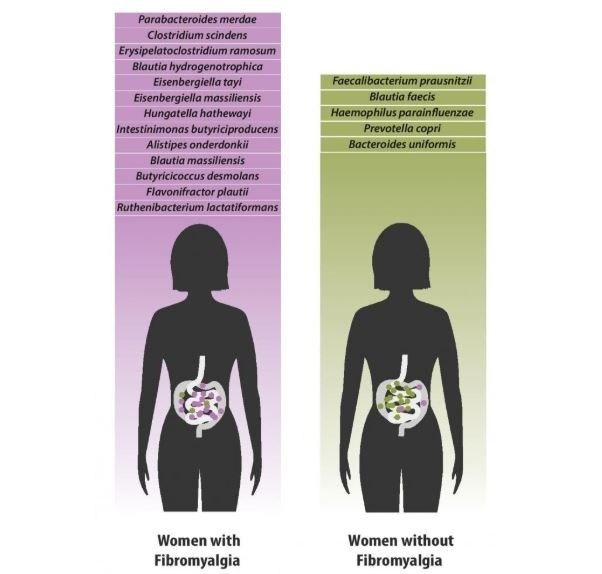 Parabacteroides merdae
Clostridium scindens
Erysipelatoclostridium ramosum
Blautia hydrogenotrophica
Eisenbergiella tayi
Eisenbergiella massiliensis
Hungatella hathewayi
Intestinimonas butyriciproducens
Alistipes onderdonkii
Blautia massiliensis
Butyricicoccus desmolans
Flavonifractor plautii
Ruthenibacterium lactatiformans
Faecalibacterium prausnitzii
Blautia faecis
Haemophilus parainfluenzae
Prevotella copri
Bacteroides uniformis
Women with
Fibromyalgia
Women without
Fibromyalgia